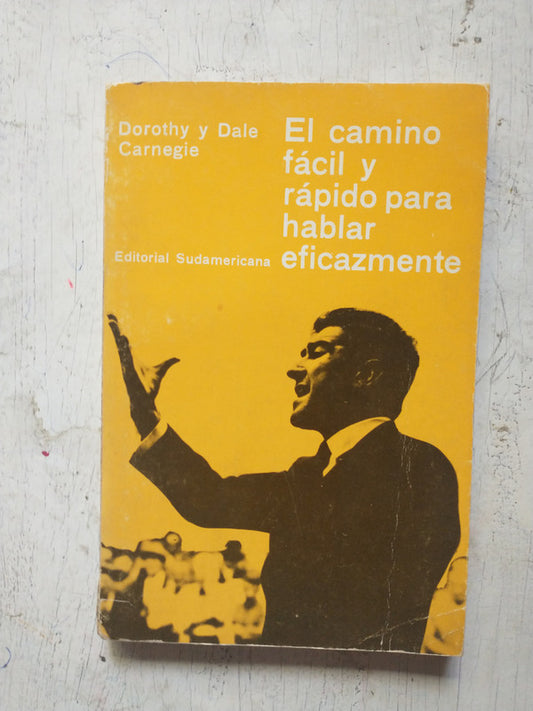 Dorothy y Dale
Carnegie
El camino
fácil y
rápido para
hablar
eficazmente
Editorial Sudamericana